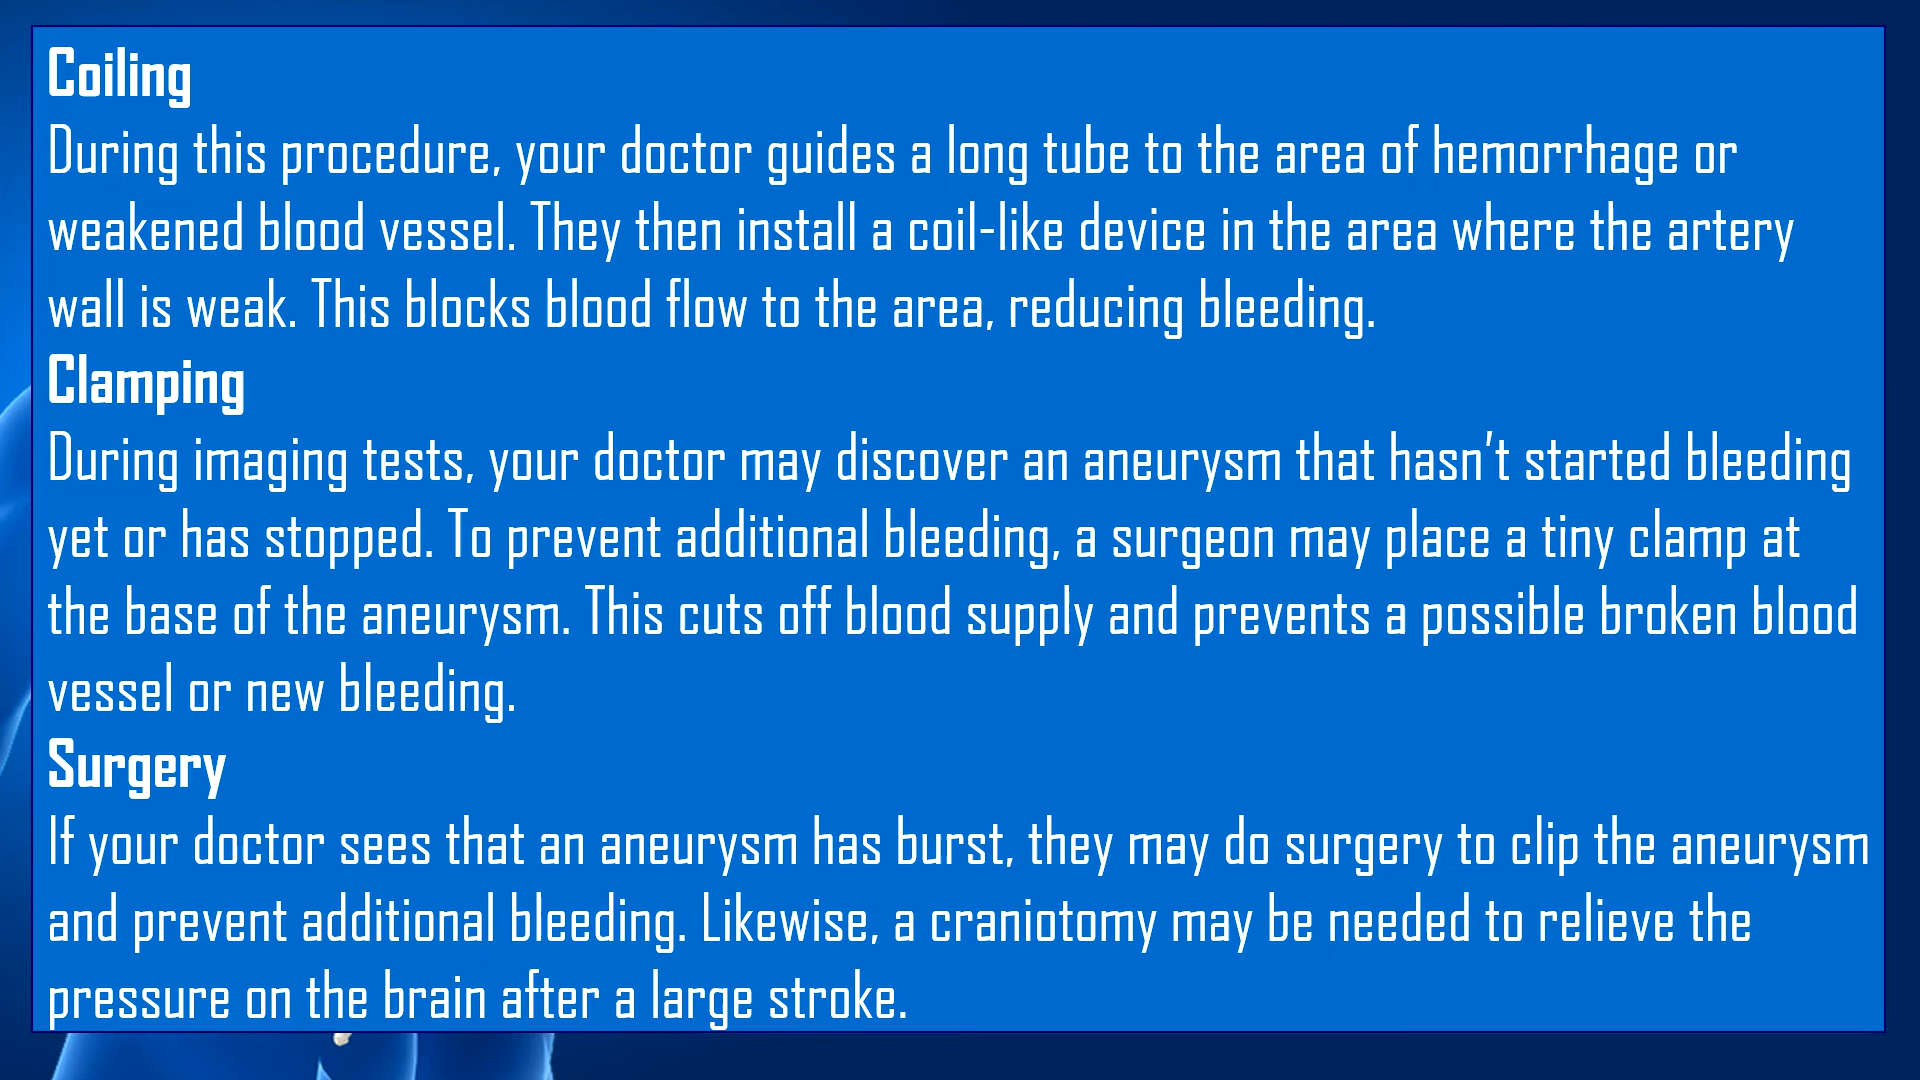 Coiling
During this procedure, your doctor guides a long tube to the area of hemorrhage or
weakened blood vessel. They then install a coil-like device in the area where the artery
wall is weak. This blocks blood flow to the area, reducing bleeding.
Clamping
During imaging tests, your doctor may discover an aneurysm that hasn’t started bleeding
yet or has stopped. To prevent additional bleeding, a surgeon may place a tiny clamp at
the base of the aneurysm. This cuts off blood supply and prevents a possible broken blood
vessel or new bleeding.
Surgery
If your doctor sees that an aneurysm has burst, they may do surgery to clip the aneurysm
and prevent additional bleeding. Likewise, a craniotomy may be needed to relieve the
pressure on the brain after a large stroke.